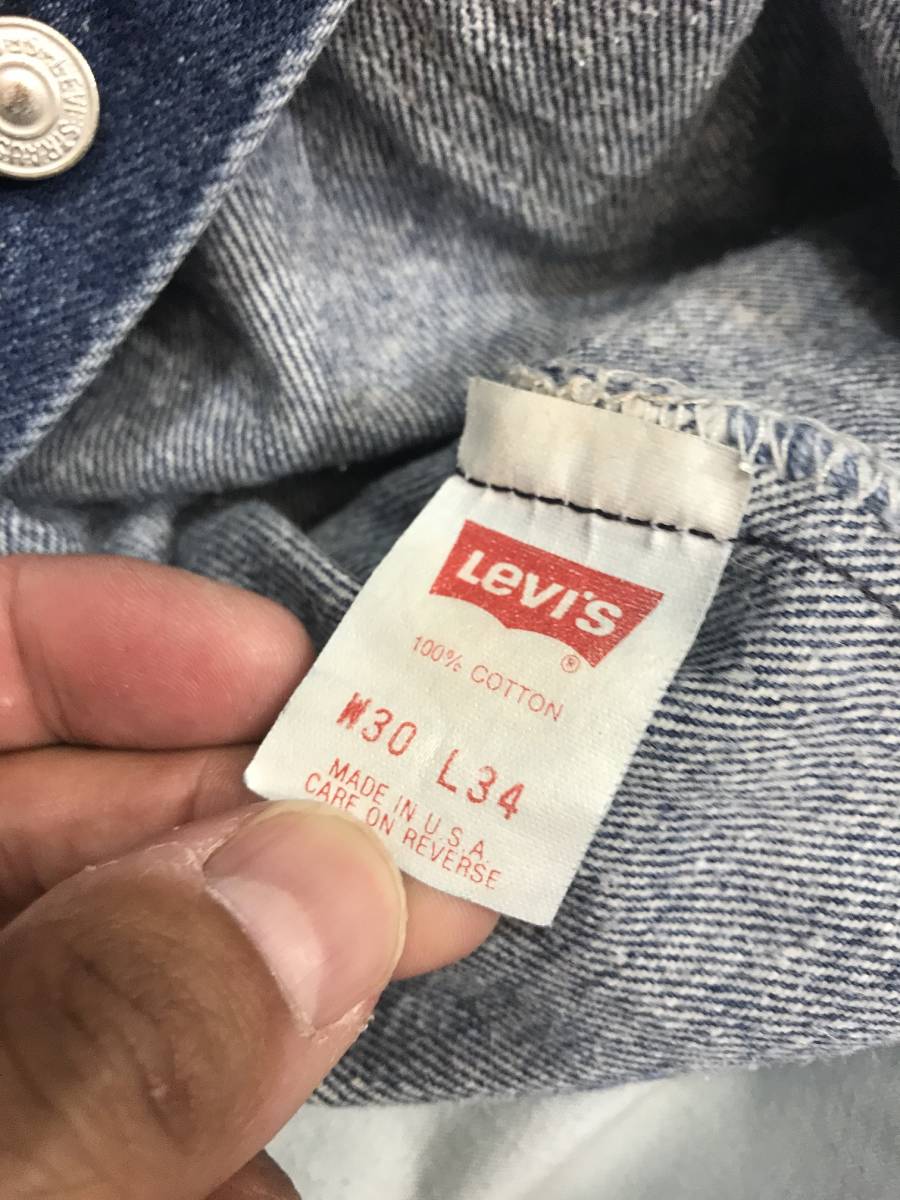 LEVI STRAUSS
Levi's
®
100% COTTON
W30 L34
MADE IN U.S.A.
CARE ON REVERSE